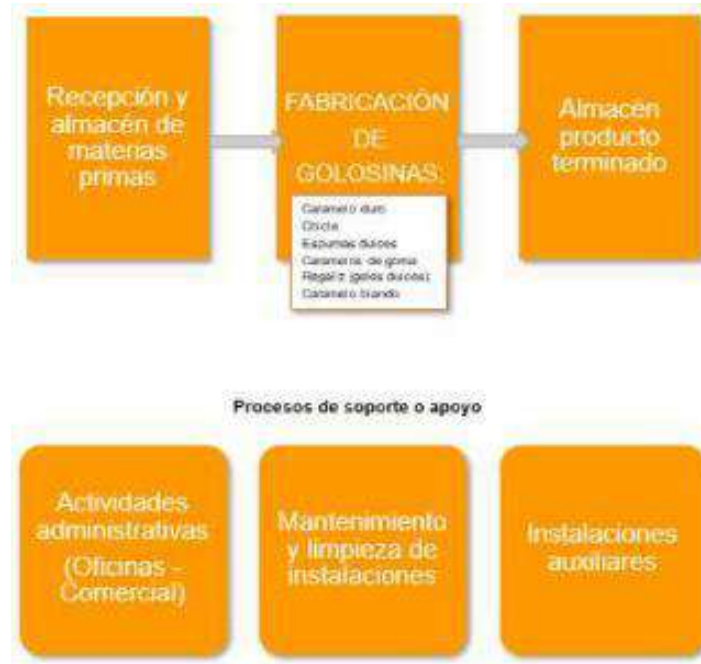 Recepción y
almacén de
materias
primas
FABRICACIÓN
DE
GOLOSINAS:
Caramelo duro
Chicle
Espumas dulces
Caramelos de goma
Regaliz (geles dulces)
Caramelo blando
Almacén
producto
terminado
Procesos de soporte o apoyo
Actividades
administrativas
(Oficinas -
Comercial)
Mantenimiento
y limpieza de
instalaciones
Instalaciones
auxiliares